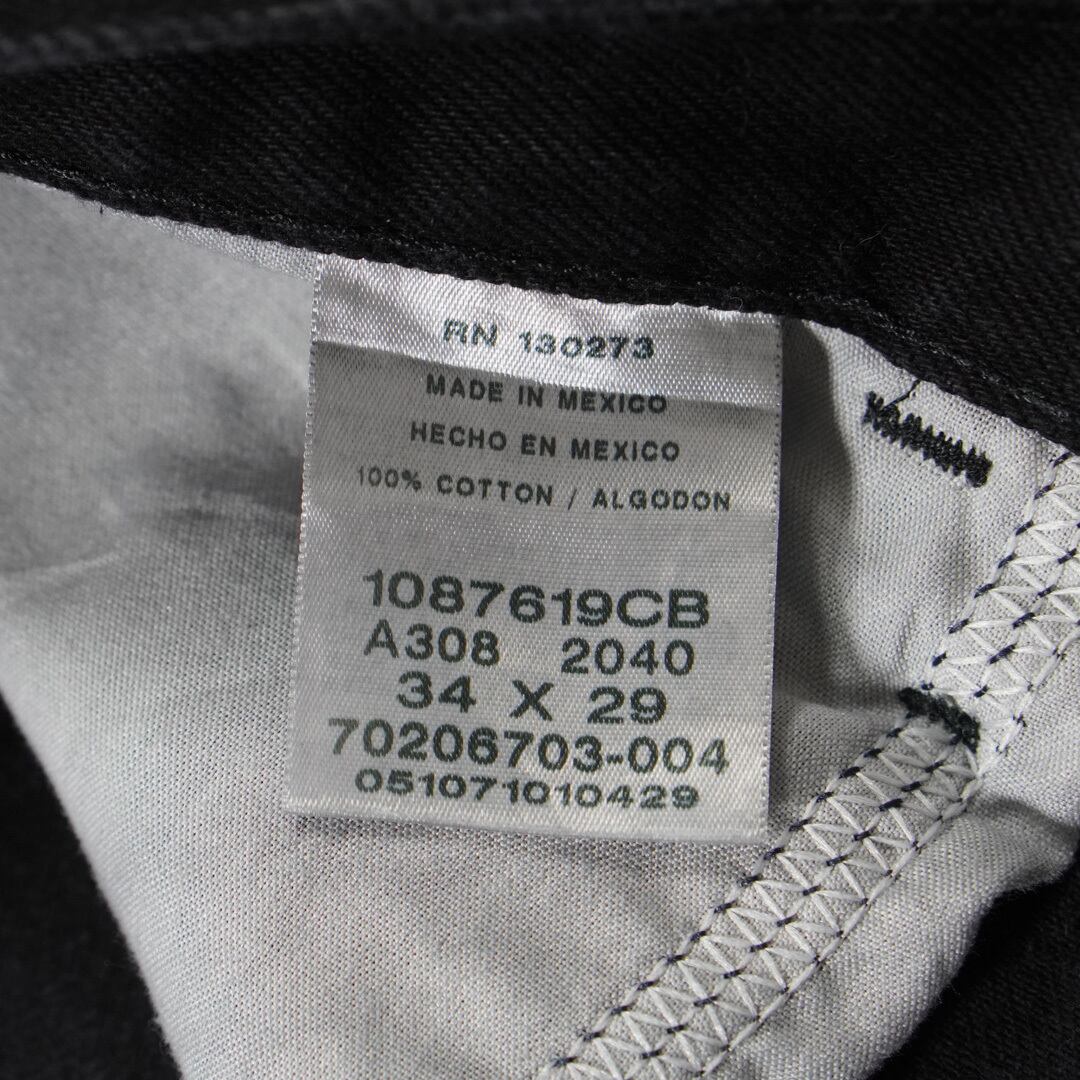 RN 130273
MADE IN MEXICO
HECHO EN MEXICO
100% COTTON / ALGODON
1087619CB
A308 2040
34 X 29
70206703-004
051071010429